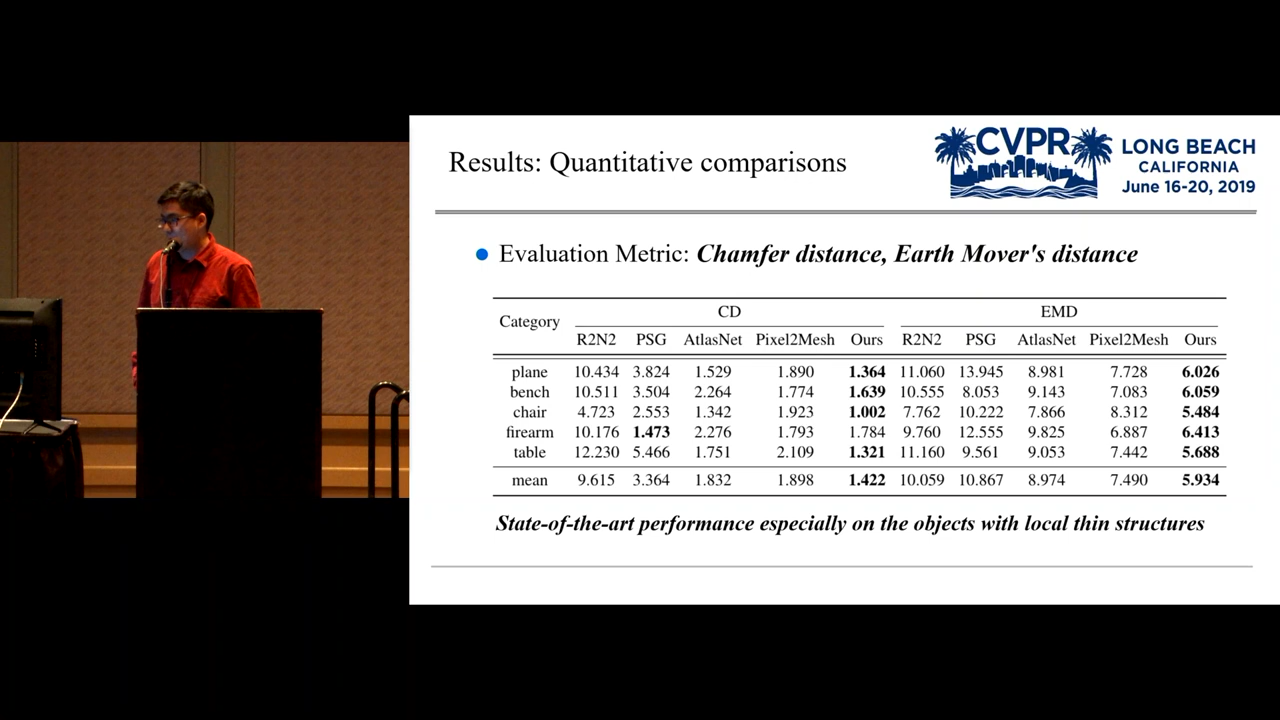 Results: Quantitative comparisons
CVPR
LONG BEACH
CALIFORNIA
June 16-20, 2019
Evaluation Metric: Chamfer distance, Earth Mover's distance
Category CD EMD
R2N2 PSG AtlasNet Pixel2Mesh Ours R2N2 PSG AtlasNet Pixel2Mesh Ours
plane 10.434 3.824 1.529 1.890 1.364 11.060 13.945 8.981 7.728 6.026
bench 10.511 3.504 2.264 1.774 1.639 10.555 8.053 9.143 7.083 6.059
chair 4.723 2.553 1.342 1.923 1.002 7.762 10.222 7.866 8.312 5.484
firearm 10.176 1.473 2.276 1.793 1.784 9.760 12.555 9.825 6.887 6.413
table 12.230 5.466 1.751 2.109 1.321 11.160 9.561 9.053 7.442 5.688
mean 9.615 3.364 1.832 1.898 1.422 10.059 10.867 8.974 7.490 5.934
State-of-the-art performance especially on the objects with local thin structures